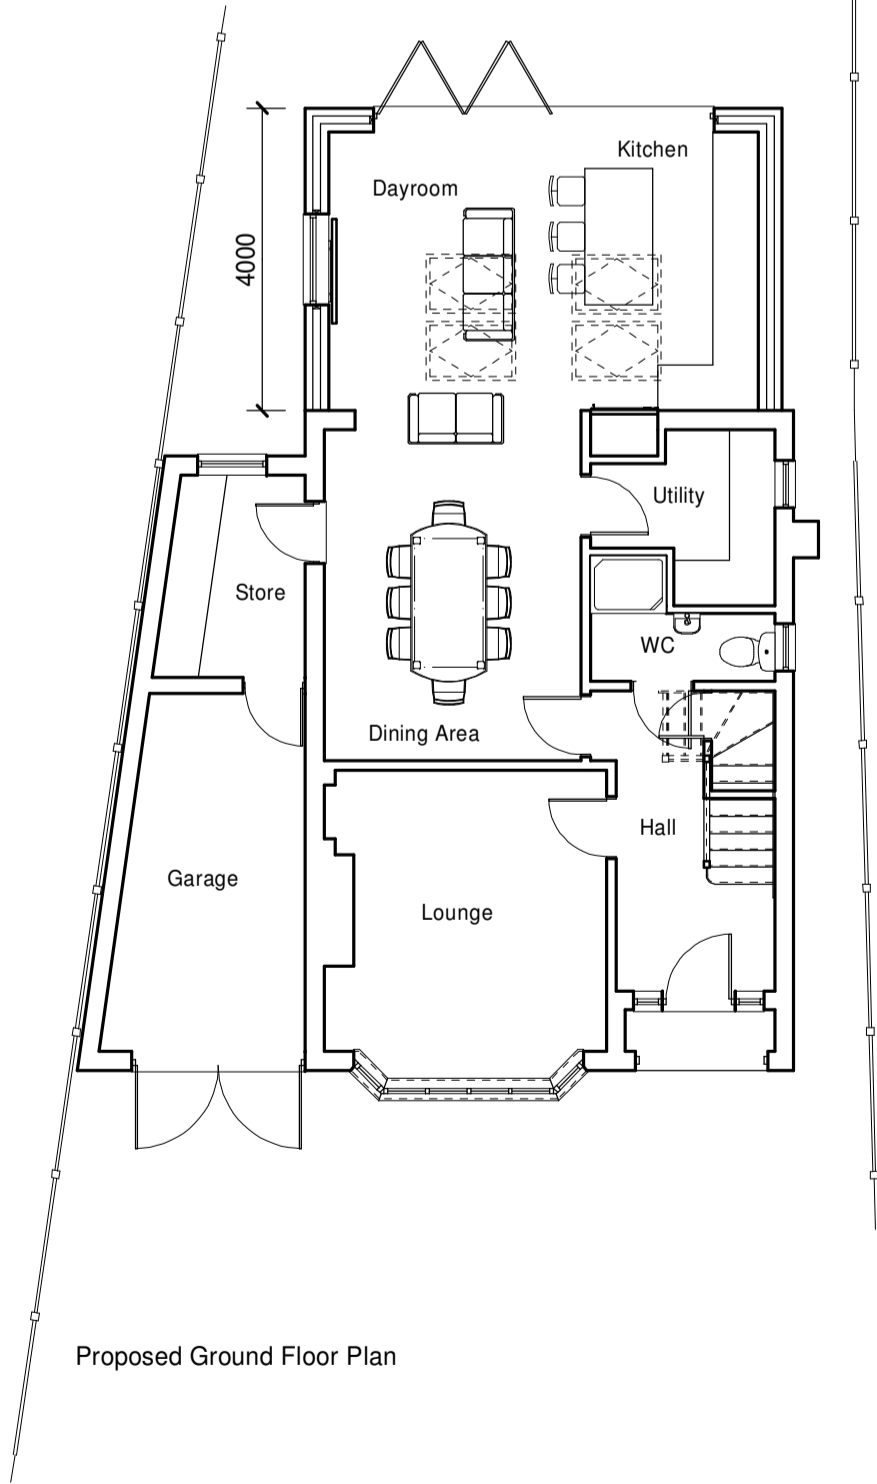 Kitchen
Dayroom
4000
Utility
Store
WC
Dining Area
Hall
Garage
Lounge
Proposed Ground Floor Plan